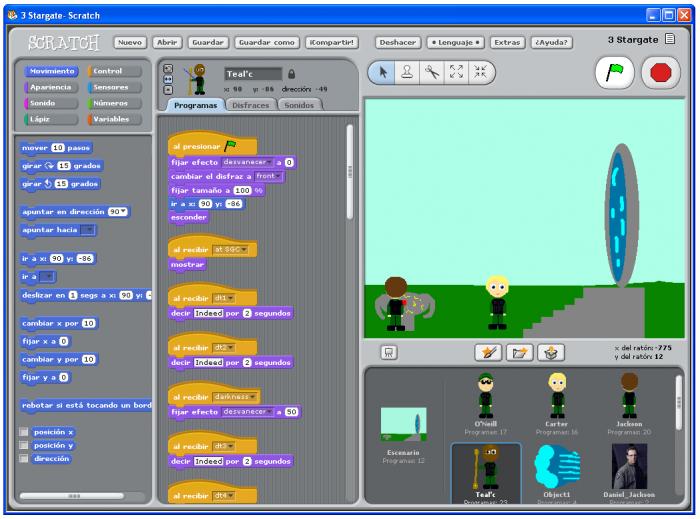 3 Stargate- Scratch
SCRATCH
Nuevo
Abrir
Guardar
Guardar como
¡Compartir!
Deshacer
Lenguaje
Extras
¿Ayuda?
3 Stargate
Movimiento
Control
Apariencia
Sensores
Sonido
Números
Lápiz
Variables
mover 10 pasos
girar 15 grados
girar 15 grados
apuntar en dirección 90
apuntar hacia
ir a x: 90 y: -86
ir a
deslizar en 1 segs a x: 90 y: -
cambiar x por 10
fijar x a 0
cambiar y por 10
fijar y a 0
rebotar si está tocando un bord
posición x
posición y
dirección
Teal'c
x: 90 y: -86 dirección: -49
Programas
Disfraces
Sonidos
al presionar
fijar efecto desvanecer a 0
cambiar el disfraz a front
fijar tamaño a 100 %
ir a x: 90 y: -86
esconder
al recibir at SGC
mostrar
al recibir dt1
decir Indeed por 2 segundos
al recibir dt2
decir Indeed por 2 segundos
al recibir darkness
fijar efecto desvanecer a 50
al recibir dt3
decir Indeed por 2 segundos
al recibir dt4
x del ratón: -775
y del ratón: 12
Escenario
Programas: 12
O'Neill
Programas: 17
Carter
Programas: 16
Jackson
Programas: 20
Teal'c
Programas: 23
Object1
Programas: 4
Daniel_Jackson
Programas: 2